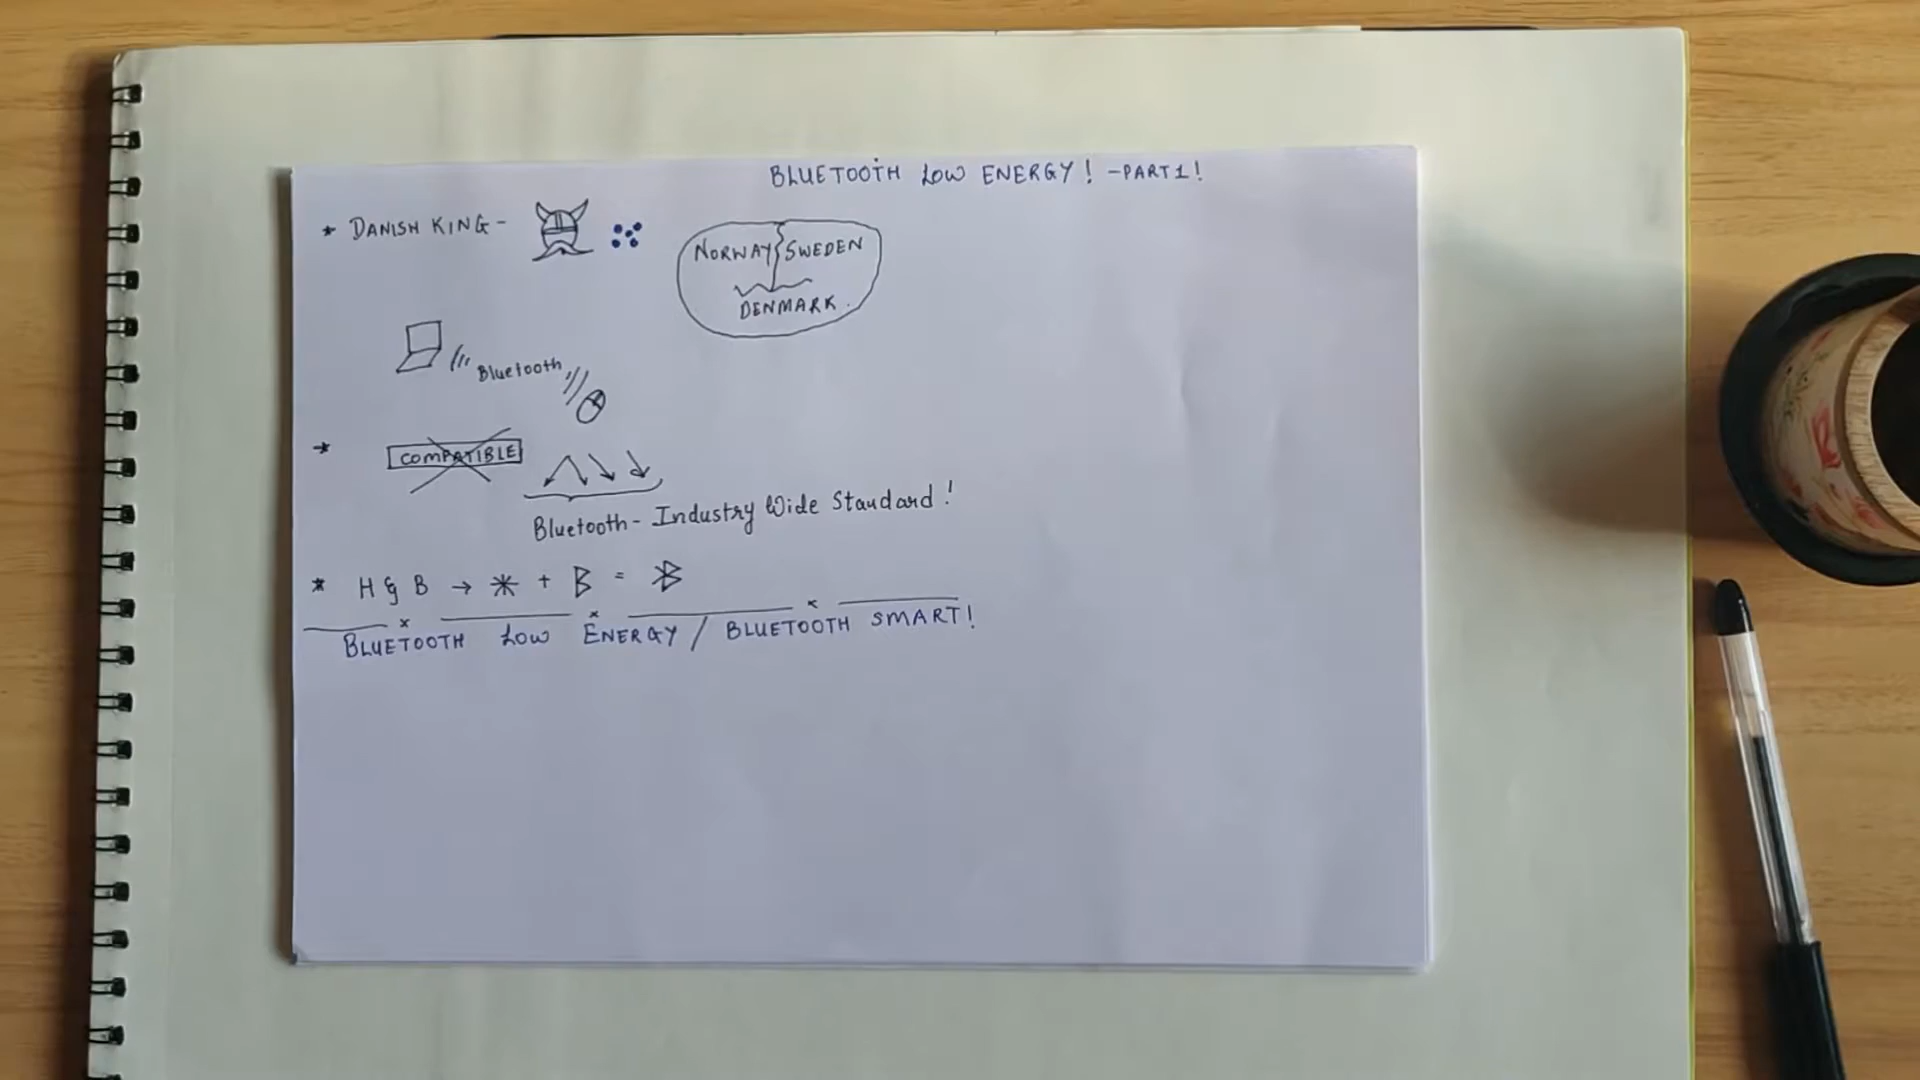 BLUETOOTH LOW ENERGY! -PART1!
* DANISH KING -
NORWAY SWEDEN
DENMARK.
Bluetooth
COMPATIBLE
Bluetooth - Industry Wide Standard!
* H & B → * + B =
BLUETOOTH LOW ENERGY / BLUETOOTH SMART!